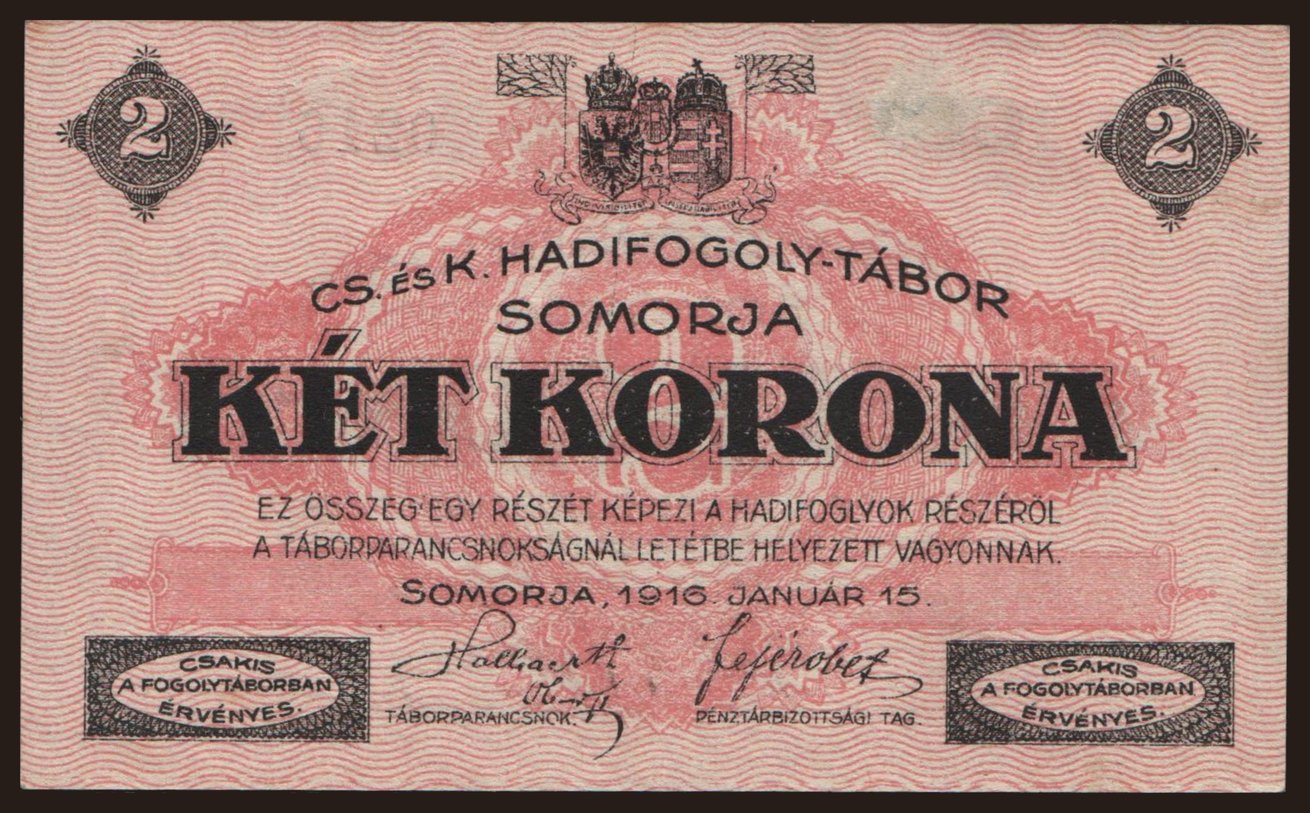 2
2
CS. ÉS K. HADIFOGOLY-TÁBOR
SOMORJA
KÉT KORONA
EZ ÖSSZEG EGY RÉSZÉT KÉPEZI A HADIFOGLYOK RÉSZÉRÖL
A TÁBORPARANCSNOKSÁGNÁL LETÉTBE HELYEZETT VAGYONNAK.
SOMORJA, 1916. JANUÁR 15.
CSAKIS
A FOGOLYTÁBORBAN
ÉRVÉNYES.
TÁBORPARANCSNOK.
PÉNZTÁRBIZOTTSÁGI TAG.
CSAKIS
A FOGOLYTÁBORBAN
ÉRVÉNYES.